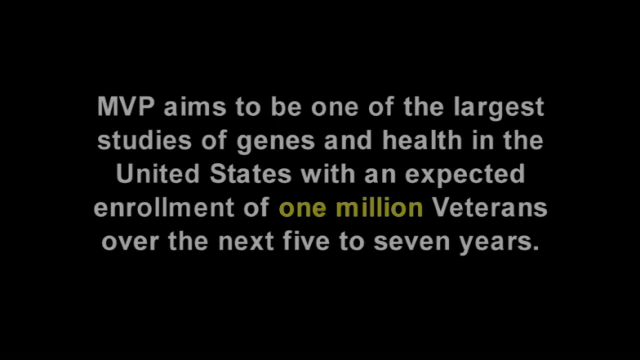 MVP aims to be one of the largest
studies of genes and health in the
United States with an expected
enrollment of one million Veterans
over the next five to seven years.